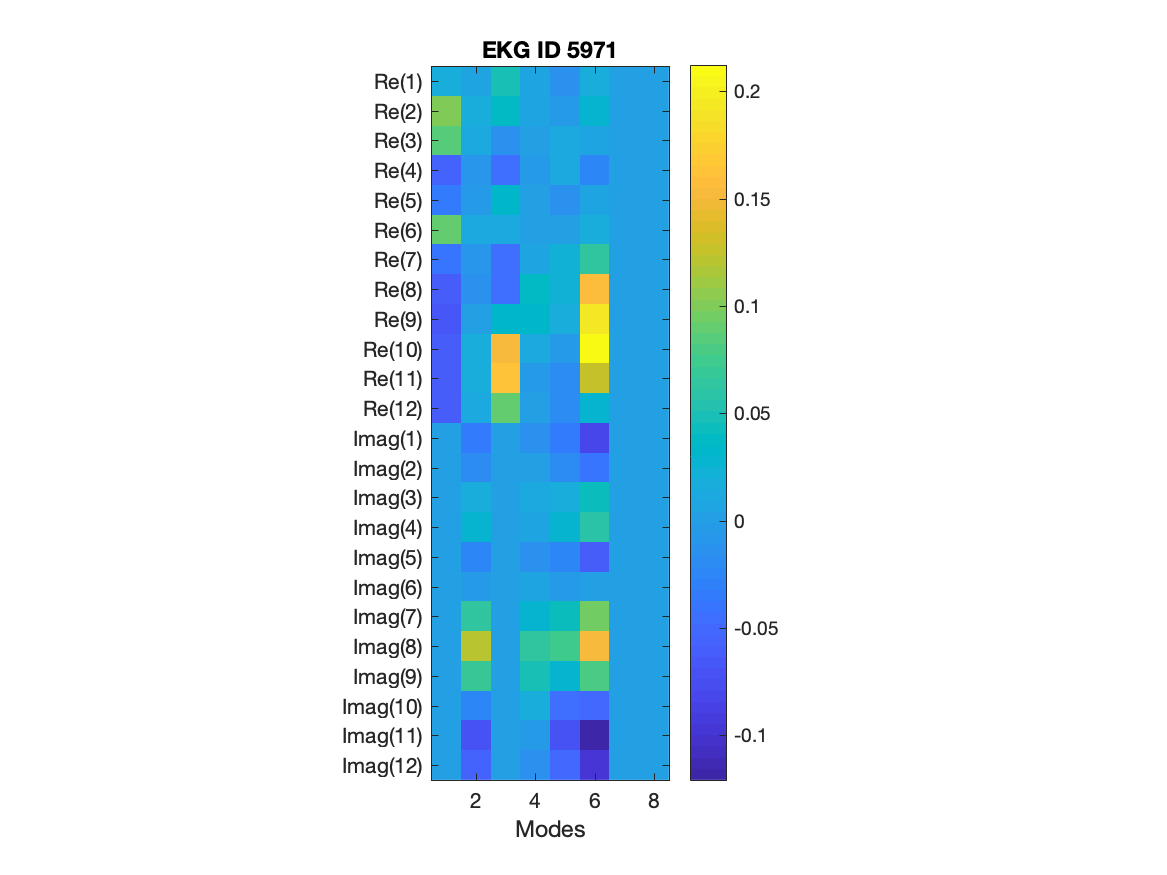 EKG ID 5971
Re(1)
Re(2)
Re(3)
Re(4)
Re(5)
Re(6)
Re(7)
Re(8)
Re(9)
Re(10)
Re(11)
Re(12)
Imag(1)
Imag(2)
Imag(3)
Imag(4)
Imag(5)
Imag(6)
Imag(7)
Imag(8)
Imag(9)
Imag(10)
Imag(11)
Imag(12)
2 4 6 8
Modes
0.2
0.15
0.1
0.05
0
-0.05
-0.1